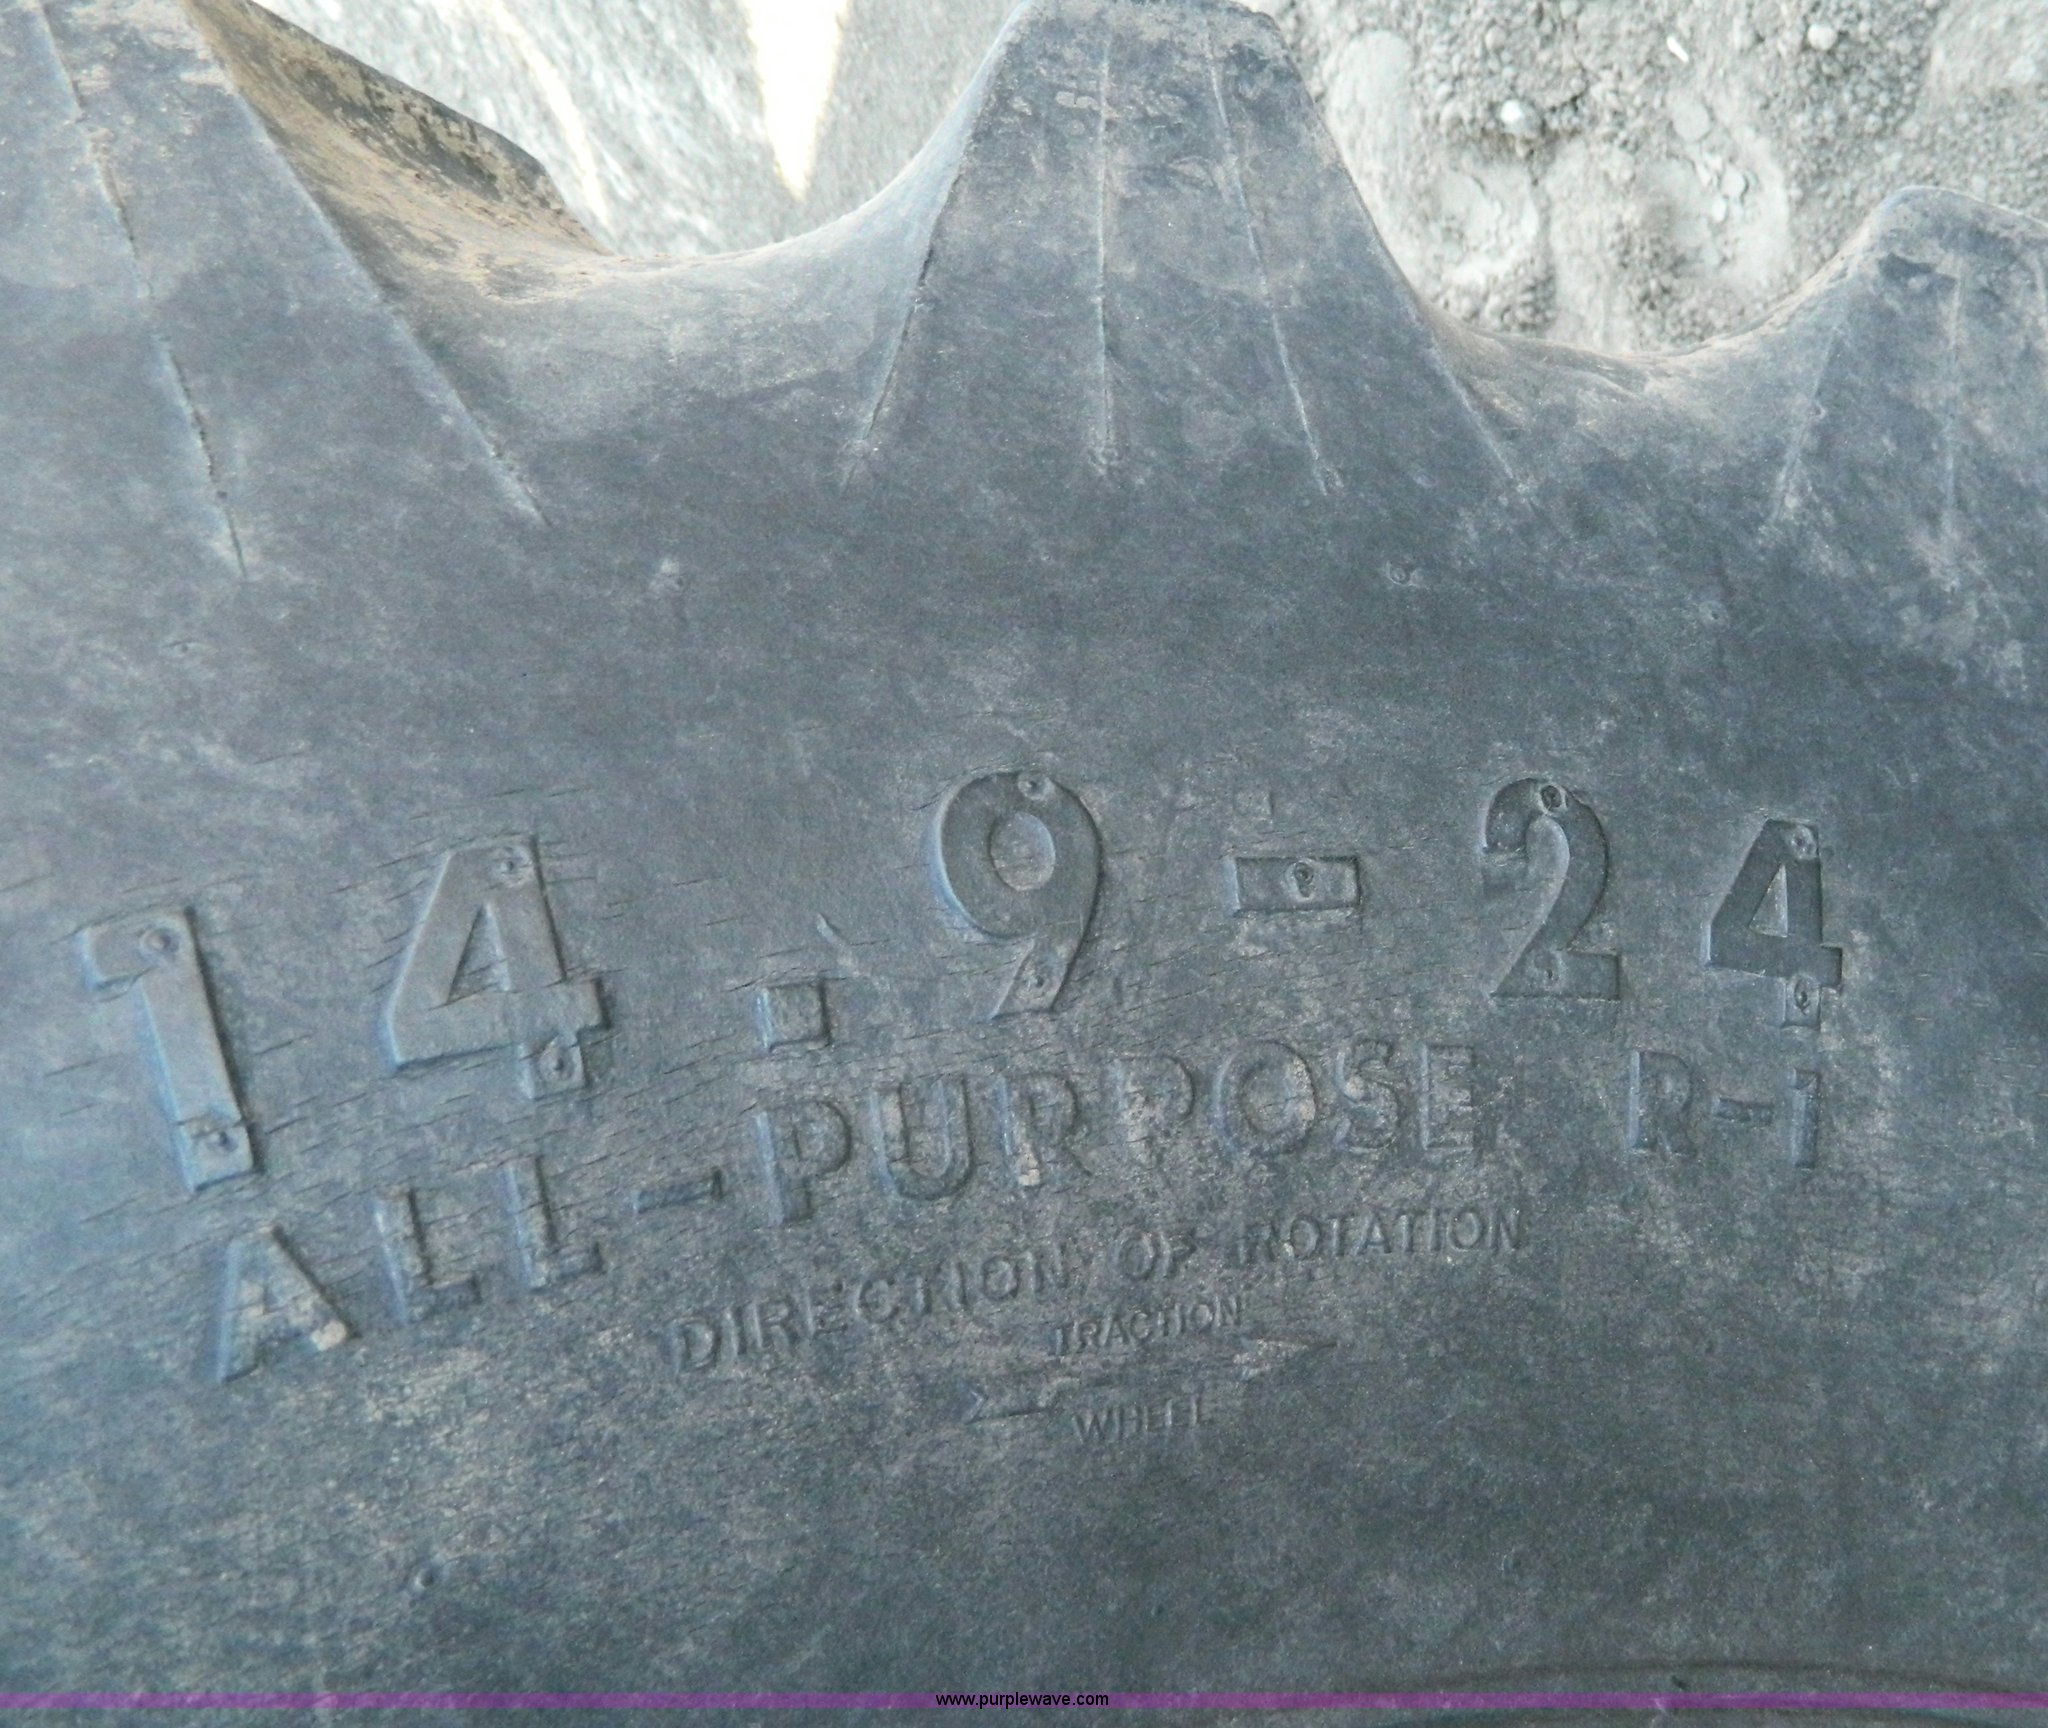 14.9-24
ALL-PURPOSE R-1
DIRECTION OF ROTATION
TRACTION
WHEEL
www.purplewave.com